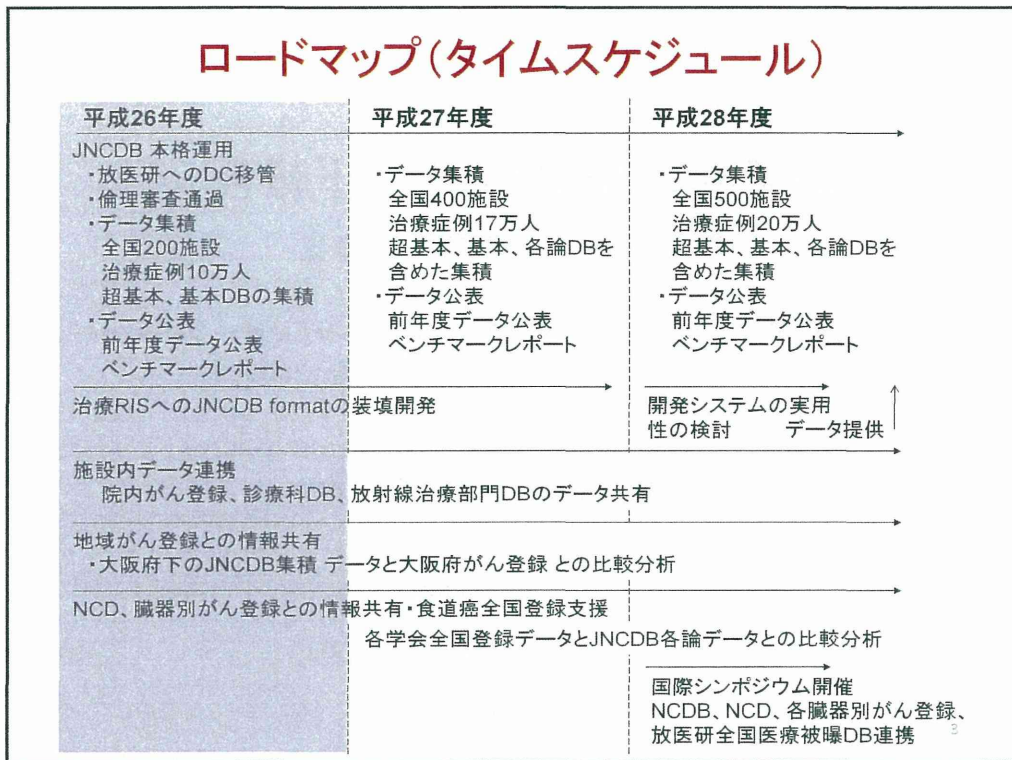 ロードマップ(タイムスケジュール)
平成26年度
平成27年度
平成28年度
JNCDB 本格運用
・放医研へのDC移管
・倫理審査通過
・データ集積
全国200施設
治療症例10万人
超基本、基本DBの集積
・データ公表
前年度データ公表
ベンチマークレポート
・データ集積
全国400施設
治療症例17万人
超基本、基本、各論DBを
含めた集積
・データ公表
前年度データ公表
ベンチマークレポート
・データ集積
全国500施設
治療症例20万人
超基本、基本、各論DBを
含めた集積
・データ公表
前年度データ公表
ベンチマークレポート
治療RISへのJNCDB formatの装填開発
開発システムの実用
性の検討 データ提供
施設内データ連携
院内がん登録、診療科DB、放射線治療部門DBのデータ共有
地域がん登録との情報共有
・大阪府下のJNCDB集積 データと大阪府がん登録 との比較分析
NCD、臓器別がん登録との情報共有・食道癌全国登録支援
各学会全国登録データとJNCDB各論データとの比較分析
国際シンポジウム開催
NCDB、NCD、各臓器別がん登録、
放医研全国医療被曝DB連携
3